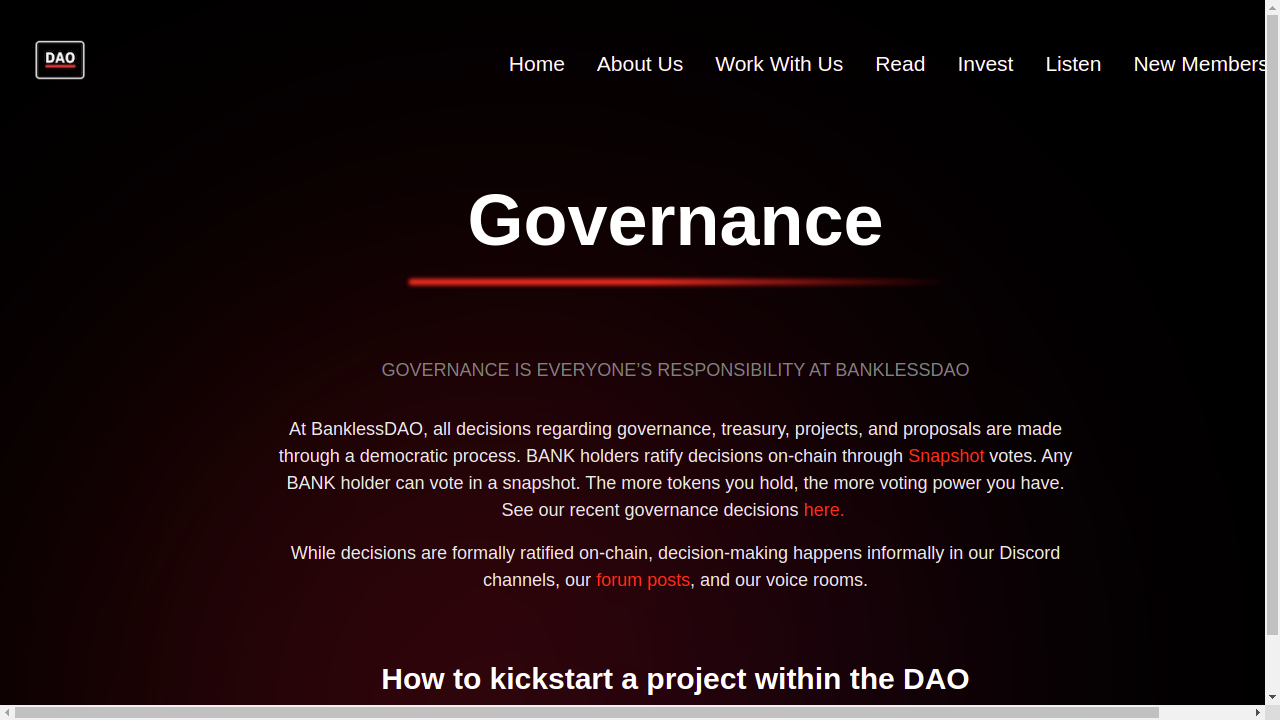 DAO
Home About Us Work With Us Read Invest Listen New Members
Governance
GOVERNANCE IS EVERYONE’S RESPONSIBILITY AT BANKLESSDAO
At BanklessDAO, all decisions regarding governance, treasury, projects, and proposals are made
through a democratic process. BANK holders ratify decisions on-chain through Snapshot votes. Any
BANK holder can vote in a snapshot. The more tokens you hold, the more voting power you have.
See our recent governance decisions here.
While decisions are formally ratified on-chain, decision-making happens informally in our Discord
channels, our forum posts, and our voice rooms.
How to kickstart a project within the DAO